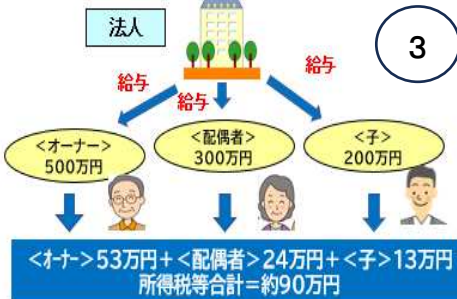 法人
3
給与
給与
給与
<オーナー>
500万円
<配偶者>
300万円
<子>
200万円
<オーナー>53万円+<配偶者>24万円+<子>13万円
所得税等合計=約90万円